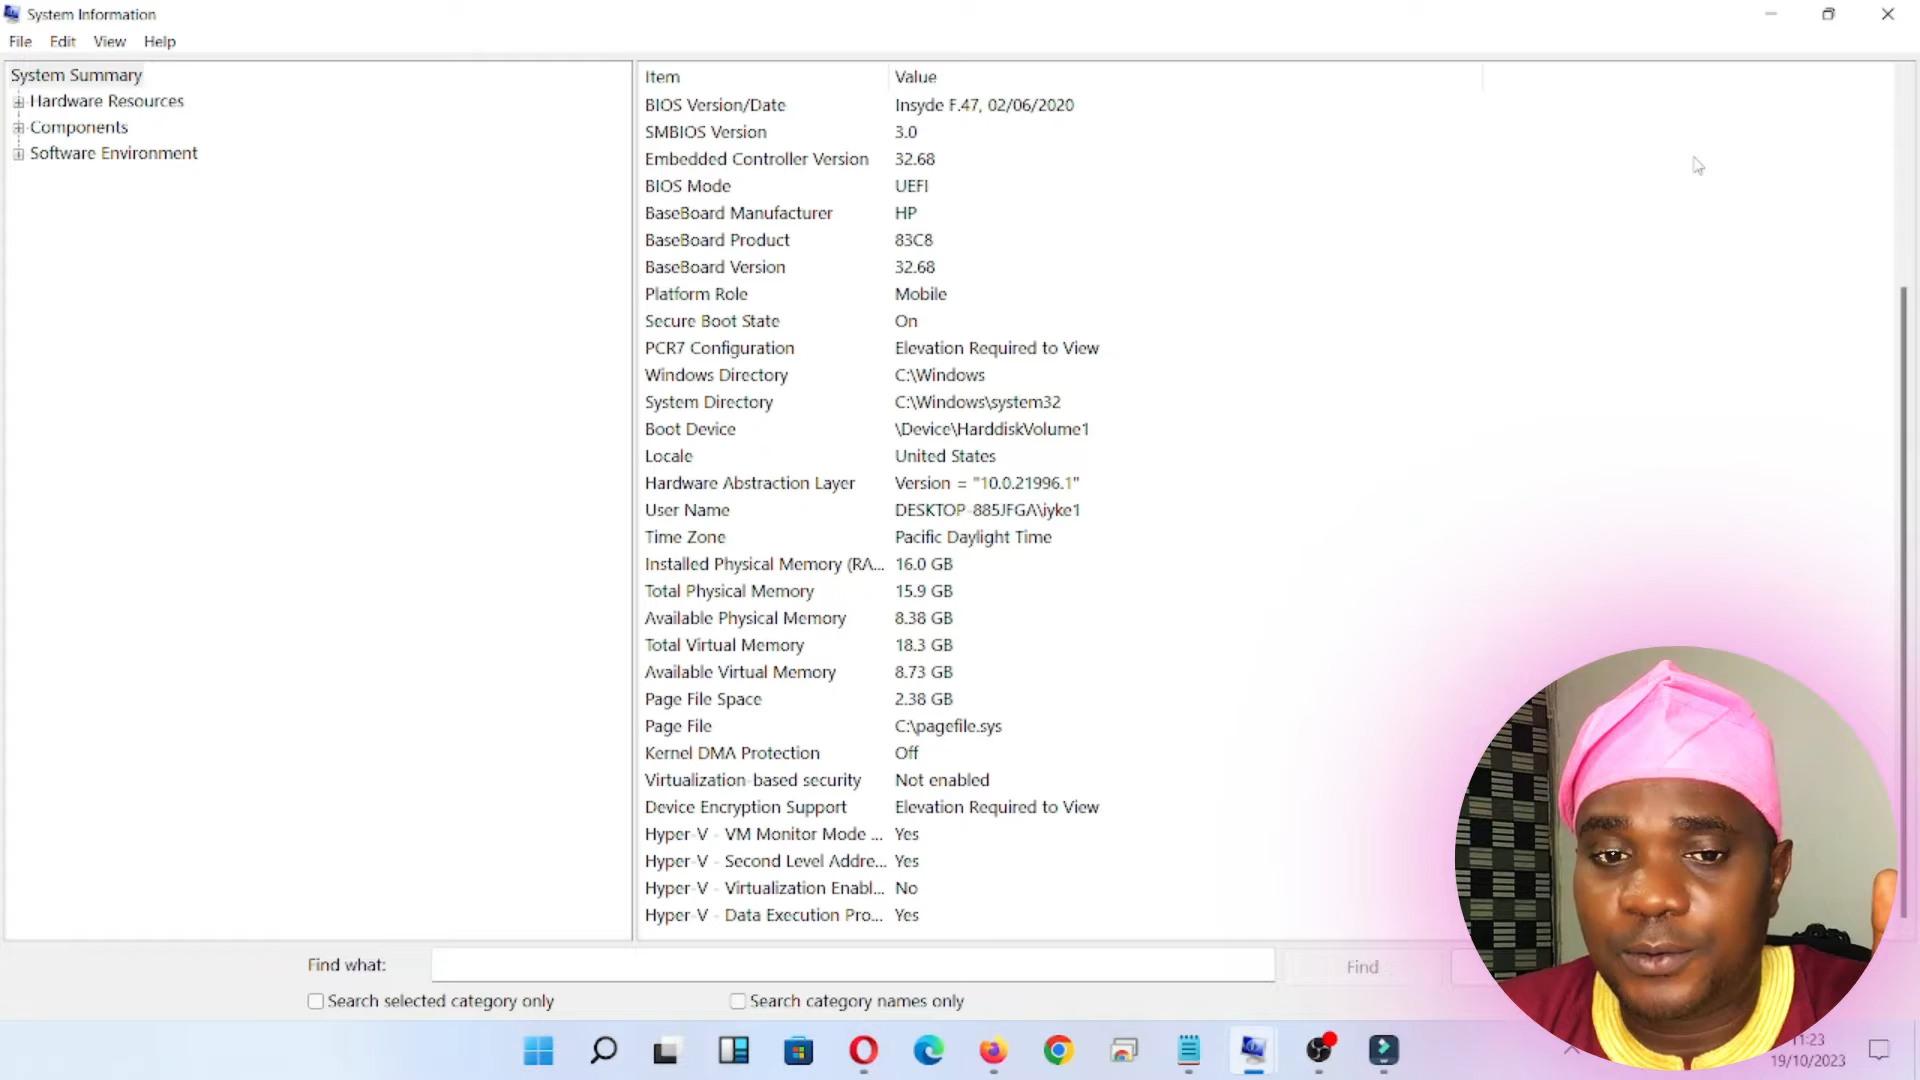 System Information
File Edit View Help
System Summary
Hardware Resources
Components
Software Environment
Item Value
BIOS Version/Date Insyde F.47, 02/06/2020
SMBIOS Version 3.0
Embedded Controller Version 32.68
BIOS Mode UEFI
BaseBoard Manufacturer HP
BaseBoard Product 83C8
BaseBoard Version 32.68
Platform Role Mobile
Secure Boot State On
PCR7 Configuration Elevation Required to View
Windows Directory C:\Windows
System Directory C:\Windows\system32
Boot Device \Device\HarddiskVolume1
Locale United States
Hardware Abstraction Layer Version = "10.0.21996.1"
User Name DESKTOP-885JFGA\iyke1
Time Zone Pacific Daylight Time
Installed Physical Memory (RA... 16.0 GB
Total Physical Memory 15.9 GB
Available Physical Memory 8.38 GB
Total Virtual Memory 18.3 GB
Available Virtual Memory 8.73 GB
Page File Space 2.38 GB
Page File C:\pagefile.sys
Kernel DMA Protection Off
Virtualization-based security Not enabled
Device Encryption Support Elevation Required to View
Hyper-V - VM Monitor Mode ... Yes
Hyper-V - Second Level Addre... Yes
Hyper-V - Virtualization Enabl... No
Hyper-V - Data Execution Pro... Yes
Find what: Find
Search selected category only Search category names only
11:23
19/10/2023